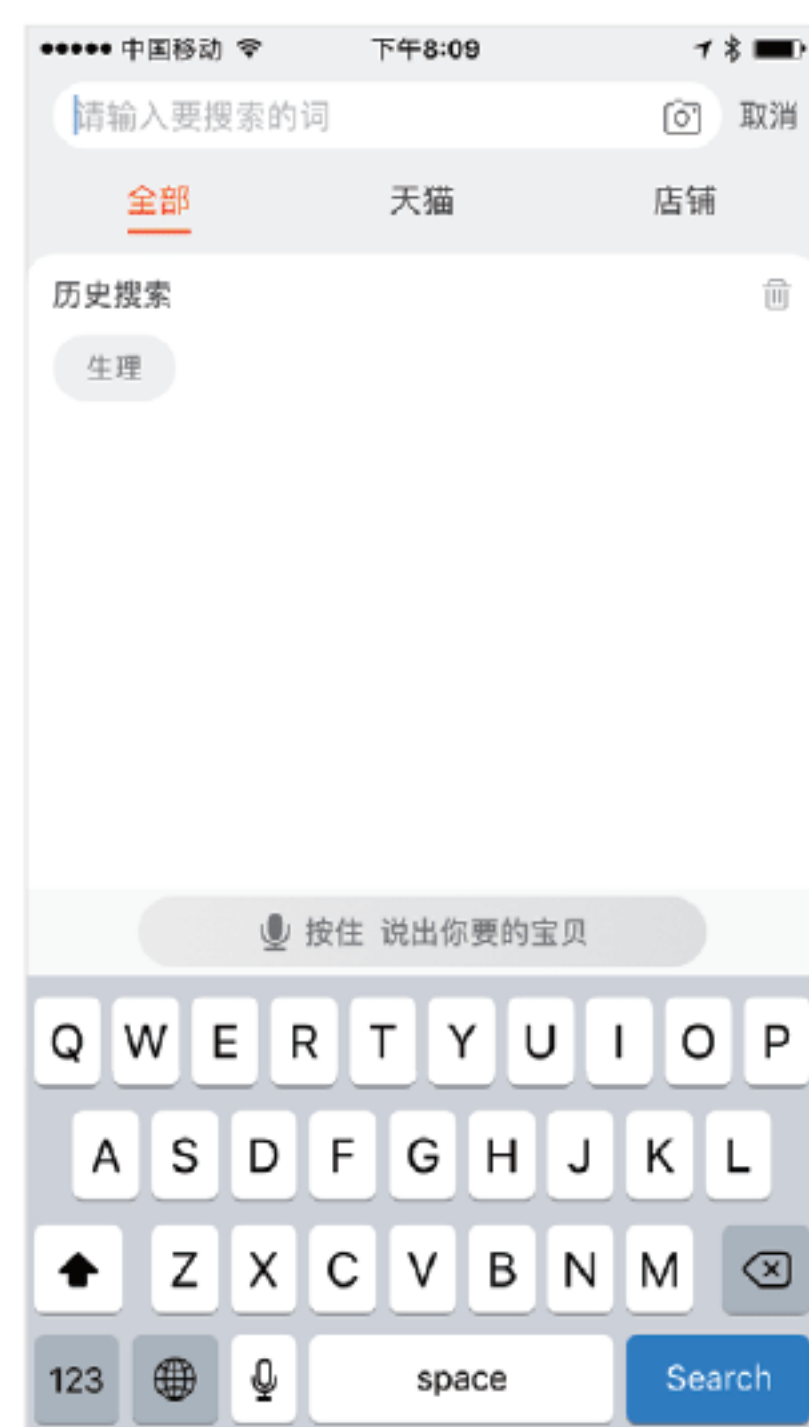 中国移动 下午8:09
请输入要搜索的词 取消
全部 天猫 店铺
历史搜索
生理
按住 说出你要的宝贝
Q W E R T Y U I O P
A S D F G H J K L
Z X C V B N M
123 space Search